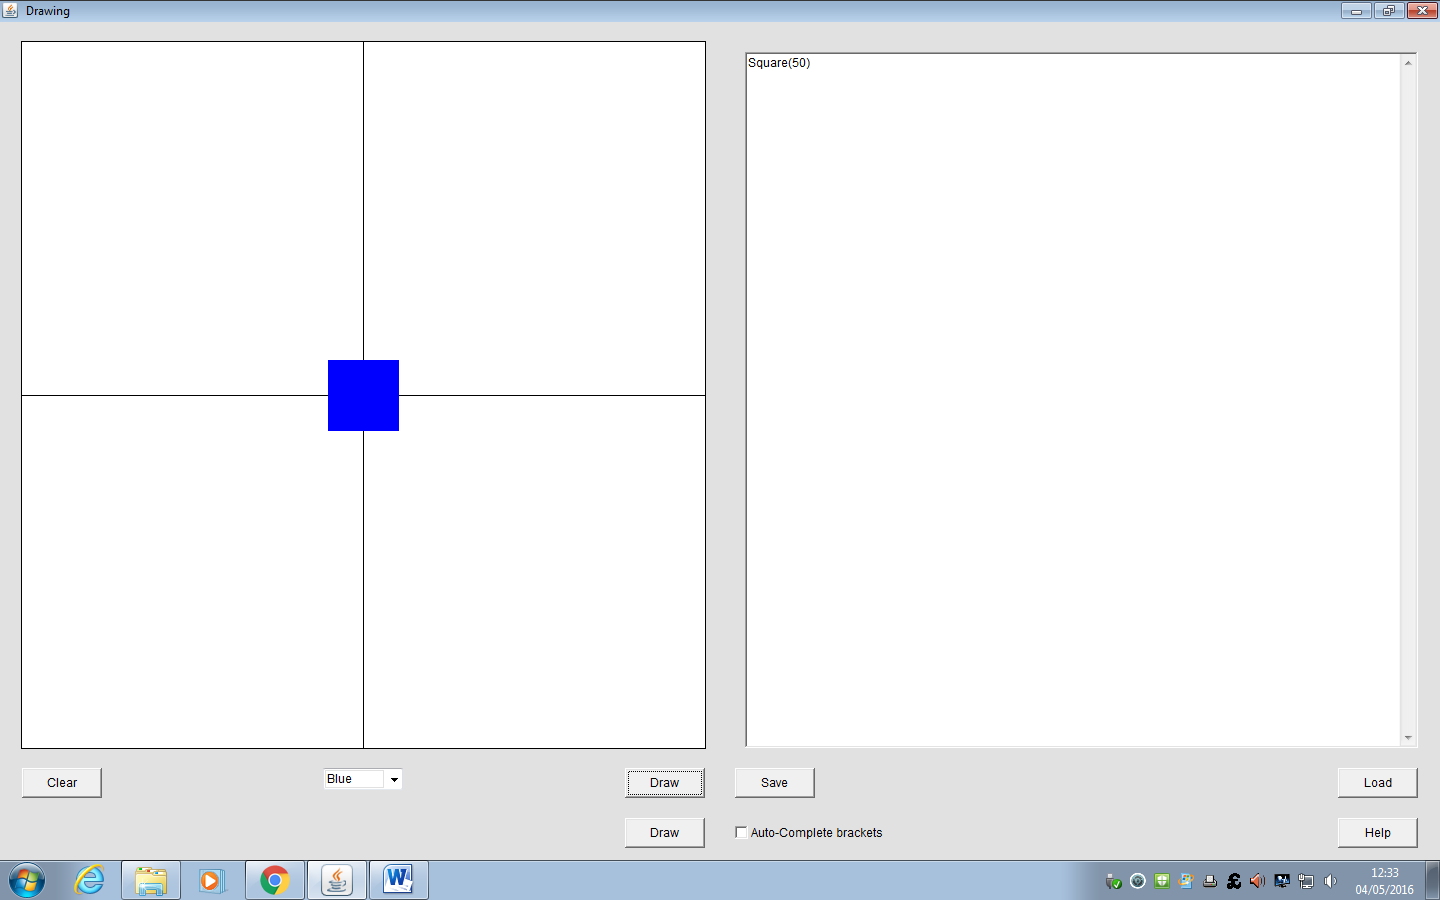 Drawing
Square(50)
Clear
Blue
Draw
Save
Load
Draw
Auto-Complete brackets
Help
W
12:33
04/05/2016